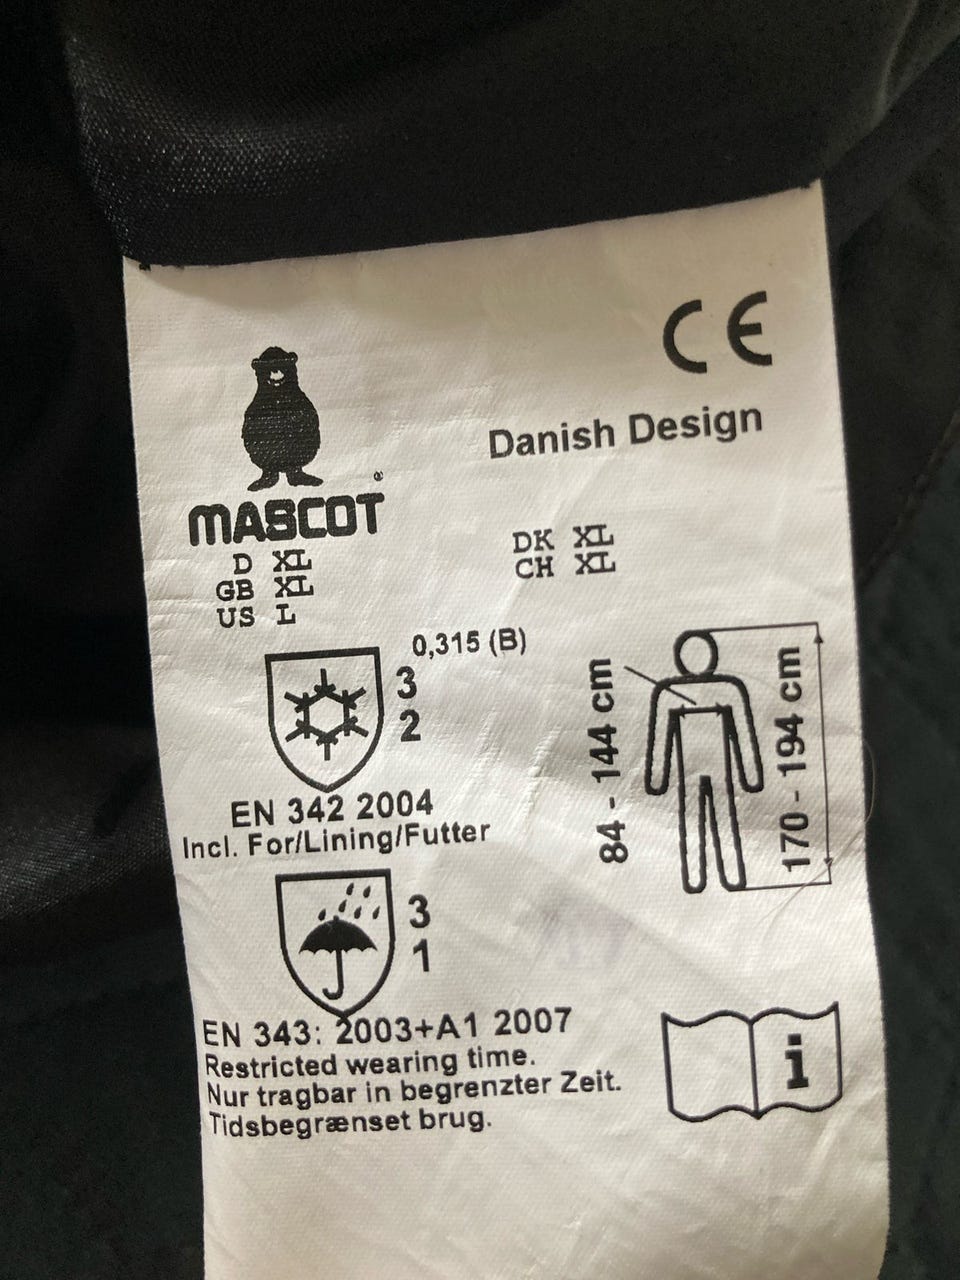 CE
Danish Design
®
MASCOT
D XL
GB XL
US L
DK XL
CH XL
0,315 (B)
3
2
EN 342 2004
Incl. For/Lining/Futter
84 - 144 cm
170 - 194 cm
3
1
EN 343: 2003+A1 2007
Restricted wearing time.
Nur tragbar in begrenzter Zeit.
Tidsbegrænset brug.
i